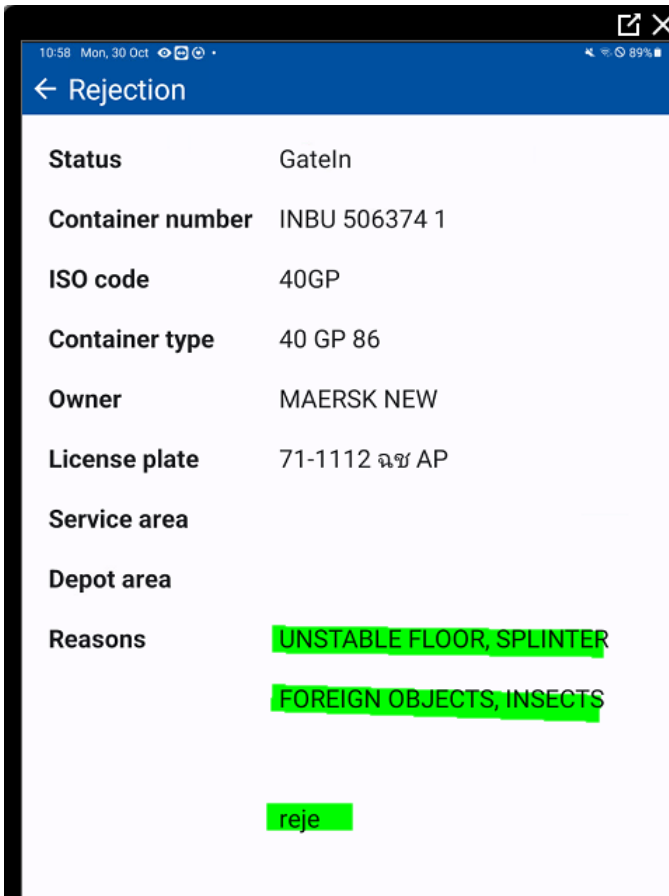 10:58 Mon, 30 Oct
89%
Rejection
Status GateIn
Container number INBU 506374 1
ISO code 40GP
Container type 40 GP 86
Owner MAERSK NEW
License plate 71-1112 ฉช AP
Service area
Depot area
Reasons UNSTABLE FLOOR, SPLINTER
FOREIGN OBJECTS, INSECTS
reje